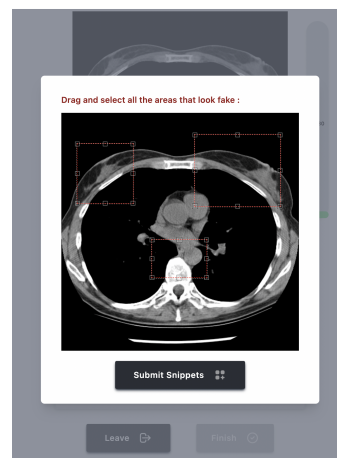 Drag and select all the areas that look fake :
Submit Snippets
Leave
Finish